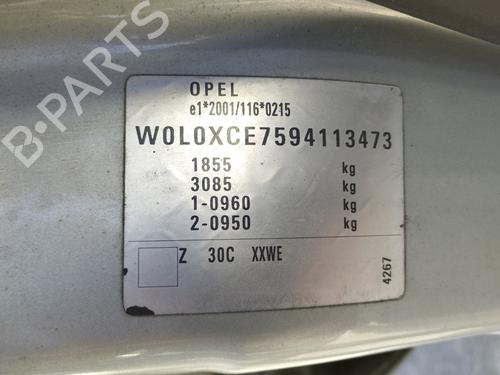 OPEL
e1*2001/116*0215
W0L0XCE7594113473
1855 kg
3085 kg
1-0960 kg
2-0950 kg
Z 30C XXWE
4267
B-PARTS